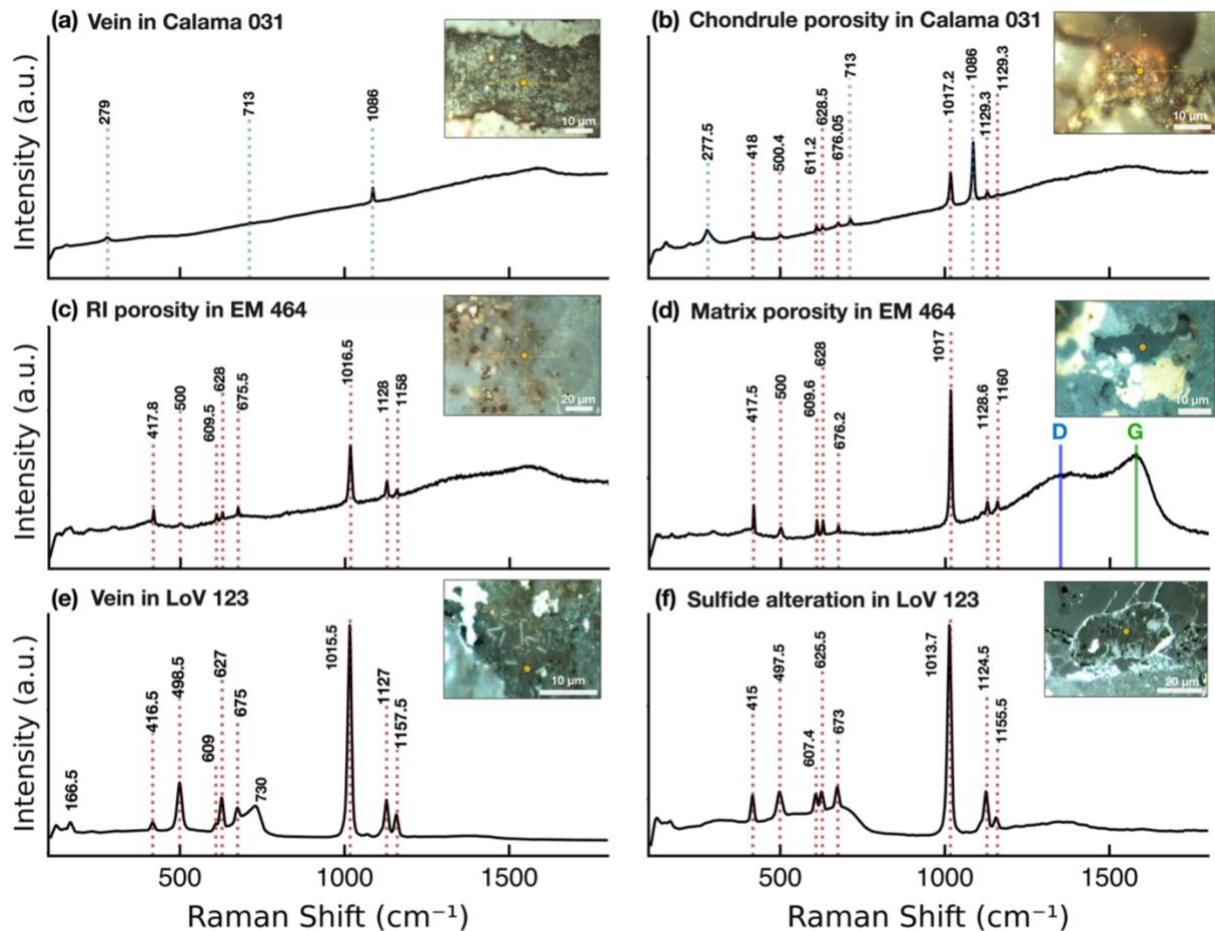 (a) Vein in Calama 031
Intensity (a.u.)
279
713
1086
10 µm
(b) Chondrule porosity in Calama 031
277.5
418
500.4
611.2
628.5
676.05
713
1017.2
1086
1129.3
1129.3
10 µm
(c) RI porosity in EM 464
Intensity (a.u.)
417.8
500
609.5
628
675.5
1016.5
1128
1158
20 µm
(d) Matrix porosity in EM 464
417.5
500
609.6
628
676.2
1017
1128.6
1160
D
G
10 µm
(e) Vein in LoV 123
Intensity (a.u.)
166.5
416.5
498.5
609
627
675
730
1015.5
1127
1157.5
10 µm
500
1000
1500
Raman Shift (cm⁻¹)
(f) Sulfide alteration in LoV 123
415
497.5
607.4
625.5
673
1013.7
1124.5
1155.5
20 µm
500
1000
1500
Raman Shift (cm⁻¹)